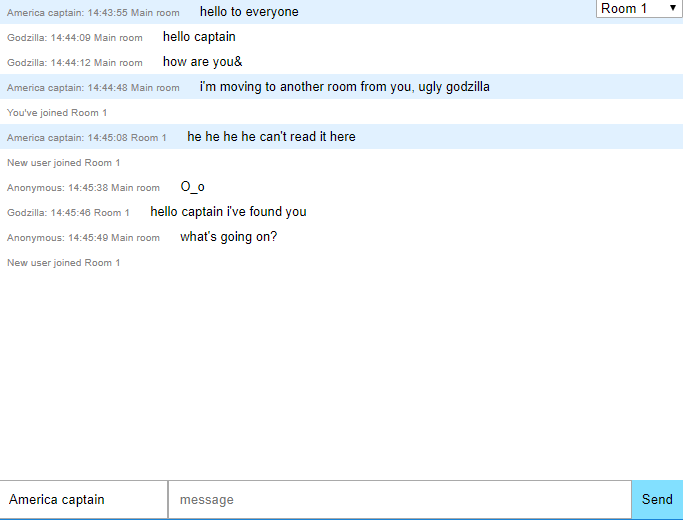 America captain: 14:43:55 Main room hello to everyone
Room 1
Godzilla: 14:44:09 Main room hello captain
Godzilla: 14:44:12 Main room how are you&
America captain: 14:44:48 Main room i'm moving to another room from you, ugly godzilla
You've joined Room 1
America captain: 14:45:08 Room 1 he he he he can't read it here
New user joined Room 1
Anonymous: 14:45:38 Main room O_o
Godzilla: 14:45:46 Room 1 hello captain i've found you
Anonymous: 14:45:49 Main room what's going on?
New user joined Room 1
America captain message Send